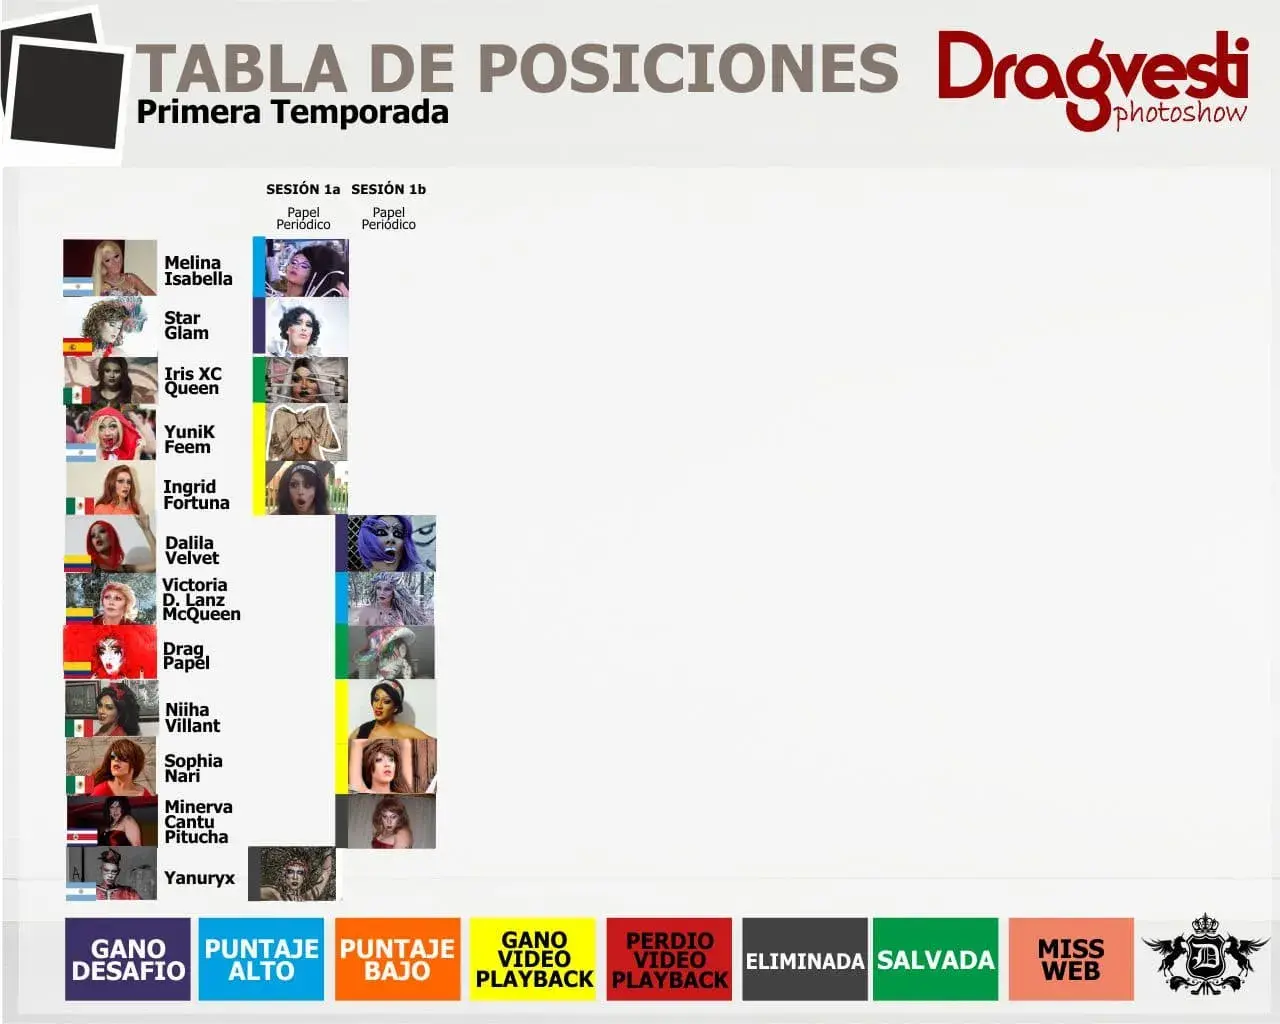 TABLA DE POSICIONES
Primera Temporada
Dragvesti
photoshow
SESIÓN 1a
SESIÓN 1b
Papel
Periódico
Papel
Periódico
Melina
Isabella
Star
Glam
Iris XC
Queen
YuniK
Feem
Ingrid
Fortuna
Dalila
Velvet
Victoria
D. Lanz
McQueen
Drag
Papel
Niiha
Villant
Sophia
Nari
Minerva
Cantu
Pitucha
Yanuryx
GANO
DESAFIO
PUNTAJE
ALTO
PUNTAJE
BAJO
GANO
VIDEO
PLAYBACK
PERDIO
VIDEO
PLAYBACK
ELIMINADA
SALVADA
MISS
WEB
D